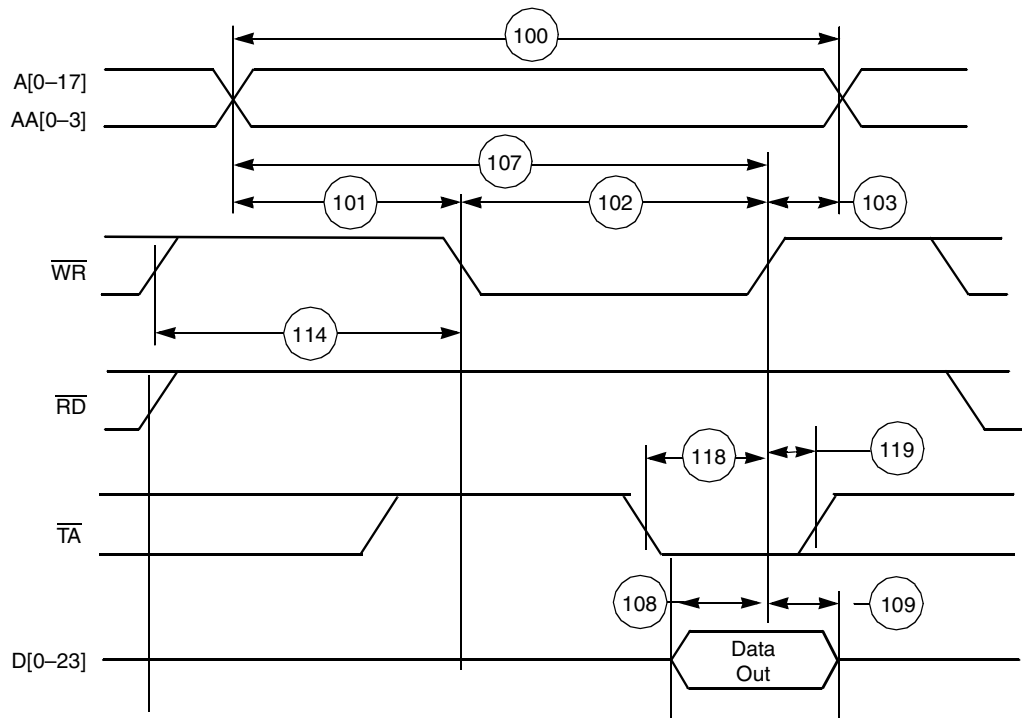 100
A[0–17]
AA[0–3]
107
101
102
103
WR
114
RD
118
119
TA
108
109
D[0–23]
Data
Out